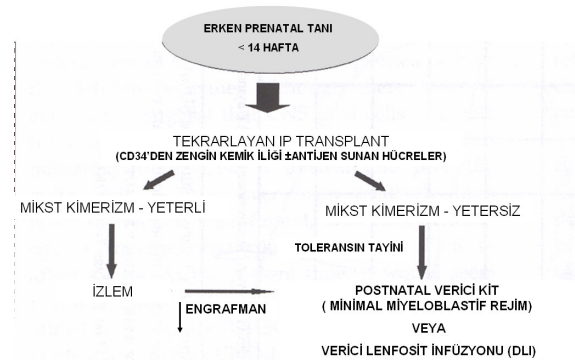 ERKEN PRENATAL TANI
< 14 HAFTA
TEKRARLAYAN IP TRANSPLANT
(CD34'DEN ZENGİN KEMİK İLİĞİ ±ANTİJEN SUNAN HÜCRELER)
MİKST KİMERİZM - YETERLİ
MİKST KİMERİZM - YETERSİZ
TOLERANSIN TAYİNİ
İZLEM
ENGRAFMAN
POSTNATAL VERİCİ KİT
( MİNİMAL MİYELOBLASTİF REJİM)
VEYA
VERİCİ LENFOSİT İNFÜZYONU (DLI)